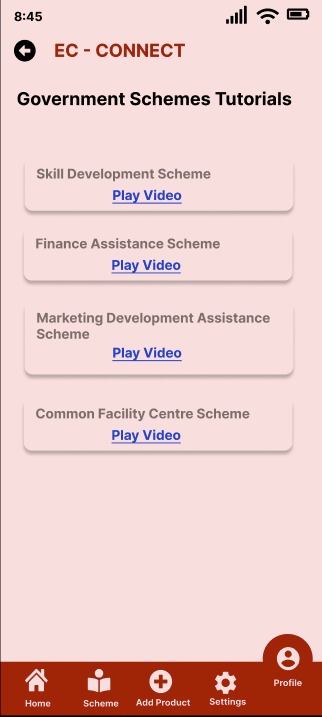 8:45
EC - CONNECT
Government Schemes Tutorials
Skill Development Scheme
Play Video
Finance Assistance Scheme
Play Video
Marketing Development Assistance
Scheme
Play Video
Common Facility Centre Scheme
Play Video
Home
Scheme
Add Product
Settings
Profile